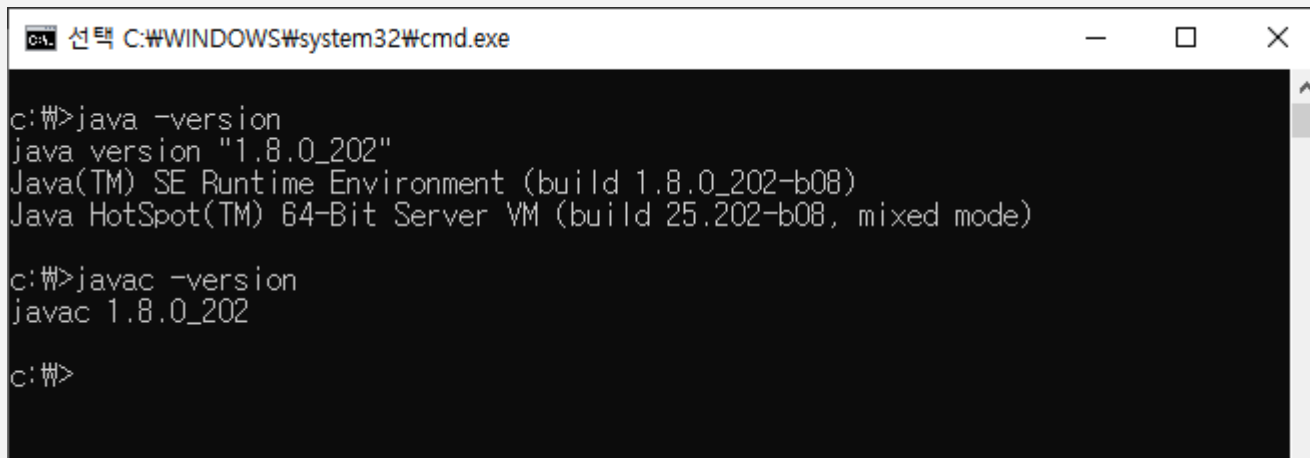 선택 C:₩WINDOWS₩system32₩cmd.exe
c:₩>java -version
java version "1.8.0_202"
Java(TM) SE Runtime Environment (build 1.8.0_202-b08)
Java HotSpot(TM) 64-Bit Server VM (build 25.202-b08, mixed mode)
c:₩>javac -version
javac 1.8.0_202
c:₩>